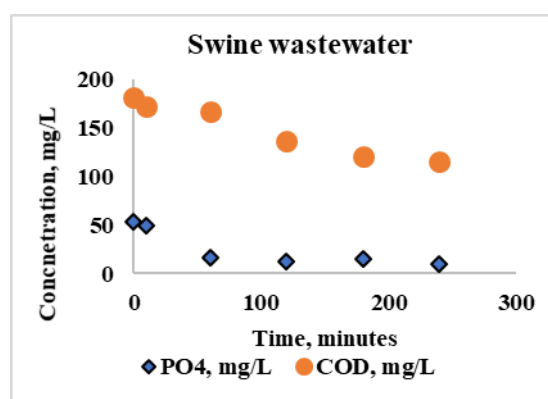 Swine wastewater
Concnetration, mg/L
200
150
100
50
0
0 100 200 300
Time, minutes
PO4, mg/L COD, mg/L